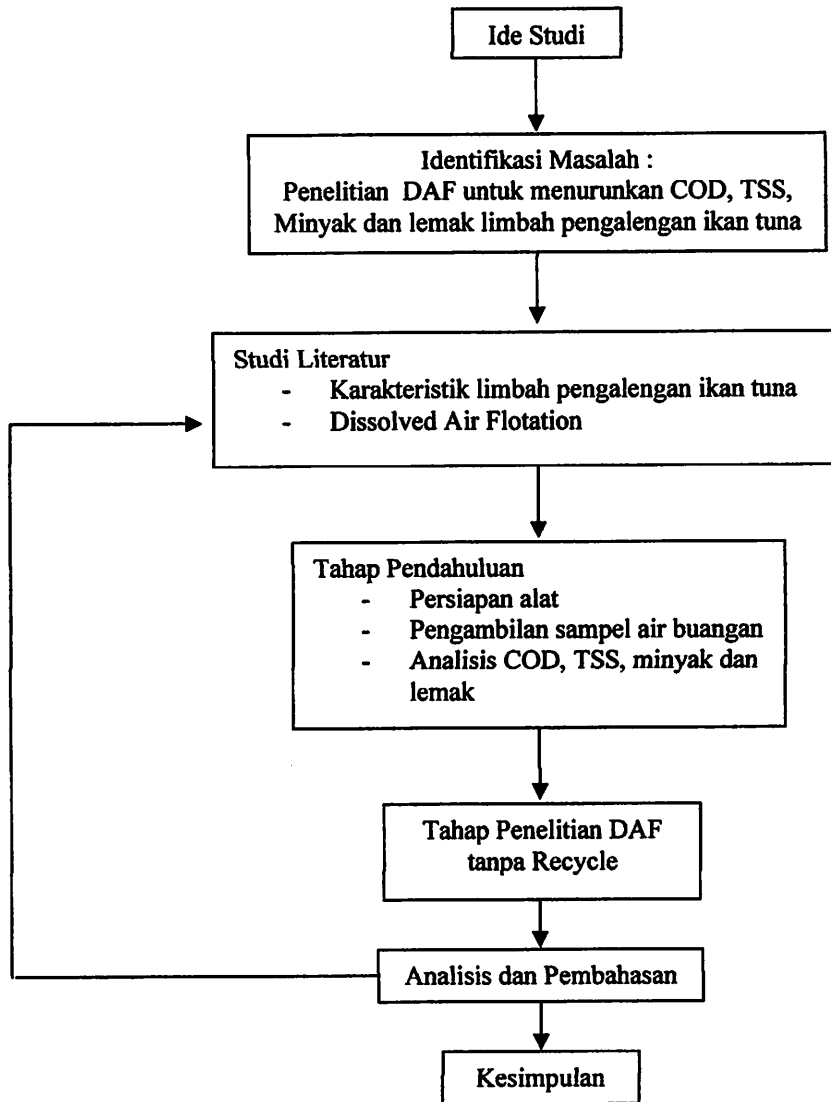 Ide Studi
Identifikasi Masalah :
Penelitian DAF untuk menurunkan COD, TSS,
Minyak dan lemak limbah pengalengan ikan tuna
Studi Literatur
- Karakteristik limbah pengalengan ikan tuna
- Dissolved Air Flotation
Tahap Pendahuluan
- Persiapan alat
- Pengambilan sampel air buangan
- Analisis COD, TSS, minyak dan
lemak
Tahap Penelitian DAF
tanpa Recycle
Analisis dan Pembahasan
Kesimpulan